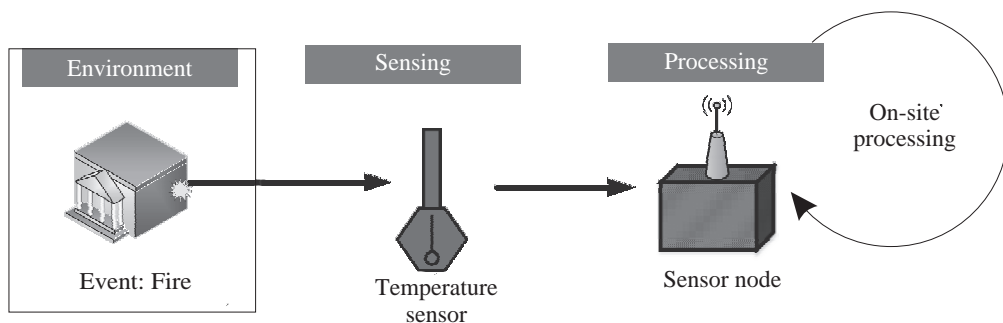 Environment
Sensing
Processing
On-site
processing
Event: Fire
Temperature
sensor
Sensor node